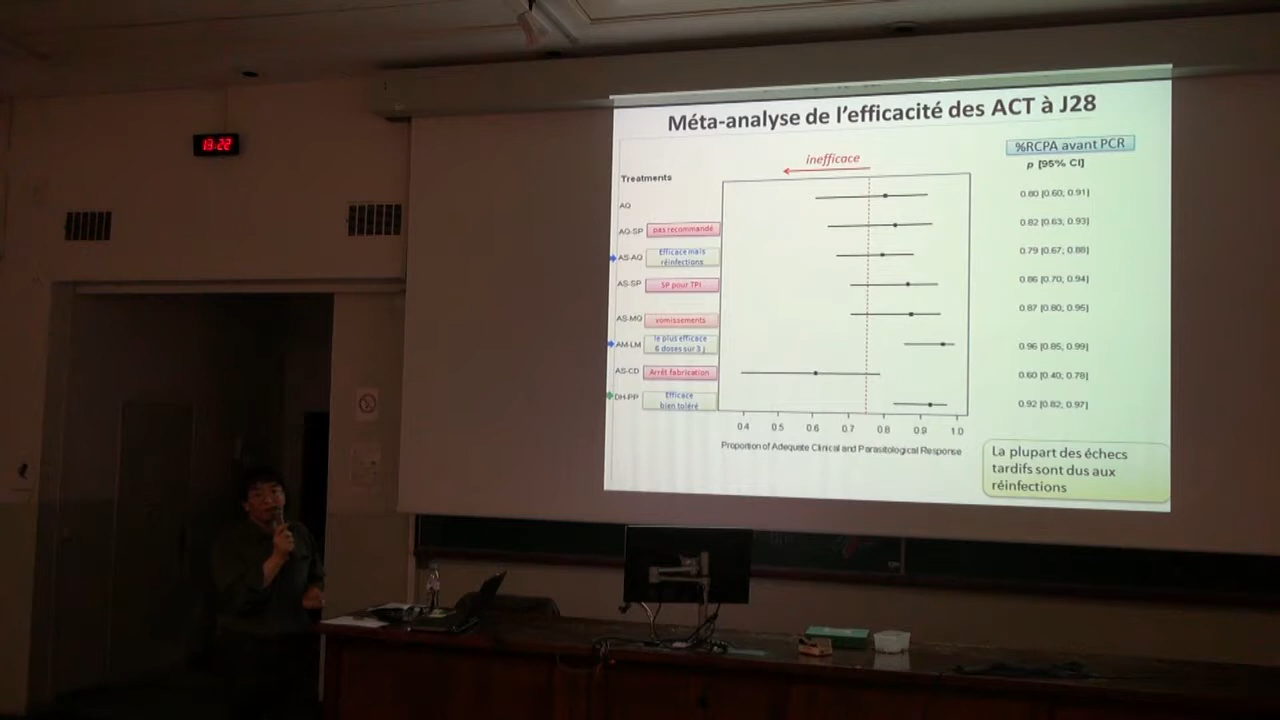 Méta-analyse de l'efficacité des ACT à J28
13:22
inefficace
%RCPA avant PCR
p [95% CI]
Treatments
AQ
0.80 [0.60; 0.91]
AQ-SP
pas recommandé
0.82 [0.63; 0.93]
AS-AQ
Efficace mais
réinfections
0.79 [0.67; 0.88]
AS-SP
SP pour TPI
0.86 [0.70; 0.94]
AS-MQ
vomissements
0.87 [0.80; 0.95]
AM-LM
le plus efficace
6 doses sur 3 j
0.96 [0.85; 0.99]
AS-CD
Arrêt fabrication
0.60 [0.40; 0.78]
DH-PP
Efficace
bien toléré
0.92 [0.82; 0.97]
0.4 0.5 0.6 0.7 0.8 0.9 1.0
Proportion of Adequate Clinical and Parasitological Response
La plupart des échecs
tardifs sont dus aux
réinfections